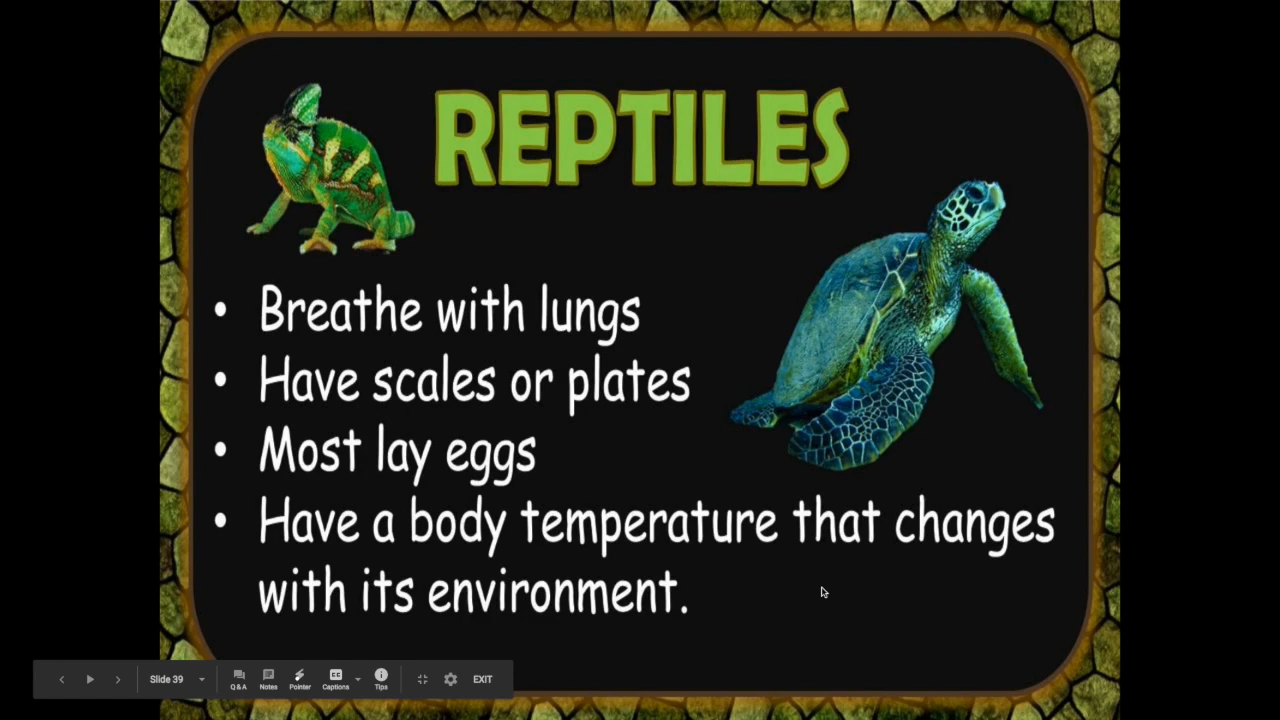 REPTILES
• Breathe with lungs
• Have scales or plates
• Most lay eggs
• Have a body temperature that changes
with its environment.
Slide 39
Q&A
Notes
Pointer
Captions
Tips
EXIT